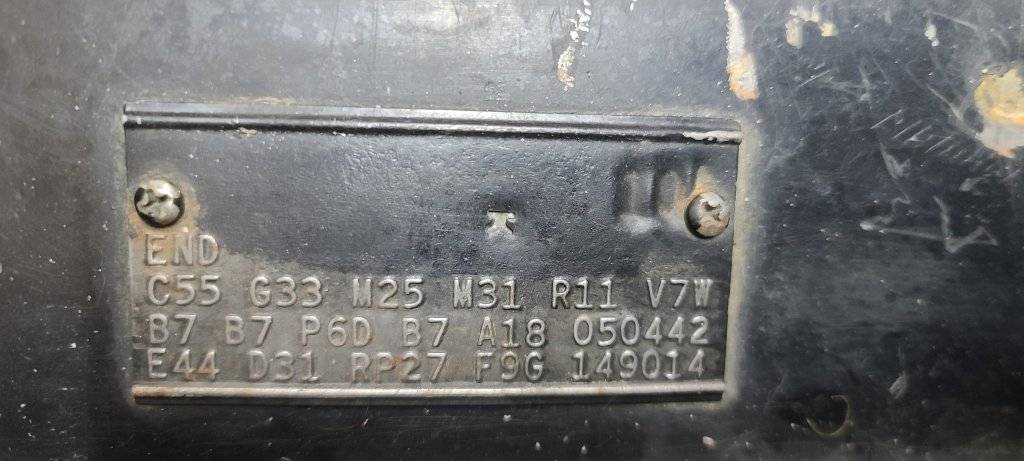 END
C55 G33 M25 M31 R11 V7W
B7 B7 P6D B7 A18 050442
E44 D31 RP27 F9G 149014